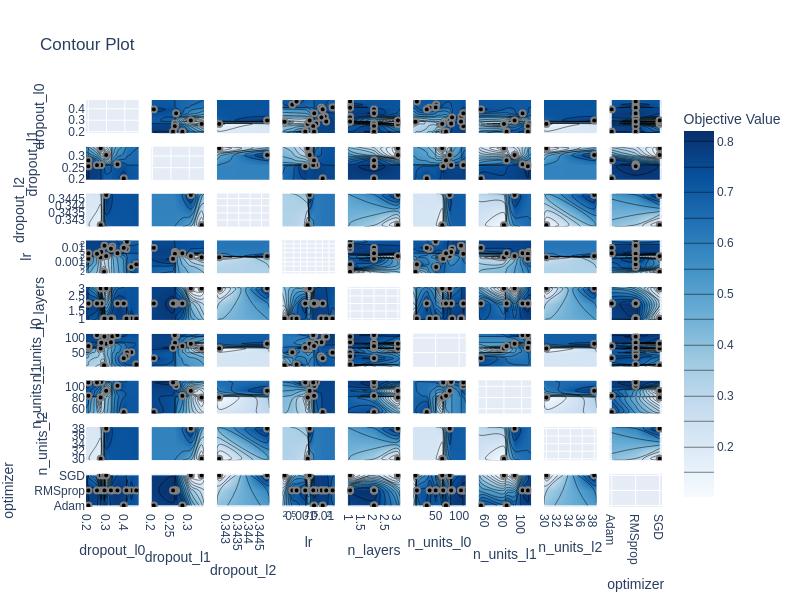 Contour Plot
Objective Value
0.8
0.7
0.6
0.5
0.4
0.3
0.2
dropout_l0
0.4
0.3
0.2
dropout_l1
0.3
0.25
0.2
dropout_l2
0.3445
0.344
0.3435
0.343
lr
0.01
0.001
n_layers
3
2.5
2
1.5
1
n_units_l0
100
50
n_units_l1
100
80
60
n_units_l2
38
36
34
32
30
optimizer
SGD
RMSprop
Adam
0.2 0.3 0.4
0.2 0.25 0.3
0.343 0.3435 0.344 0.3445
1 1.5 2 2.5 3
50 100
60 80 100
30 32 34 36 38
Adam RMSprop SGD
dropout_l0 dropout_l1 dropout_l2 lr n_layers n_units_l0 n_units_l1 n_units_l2 optimizer